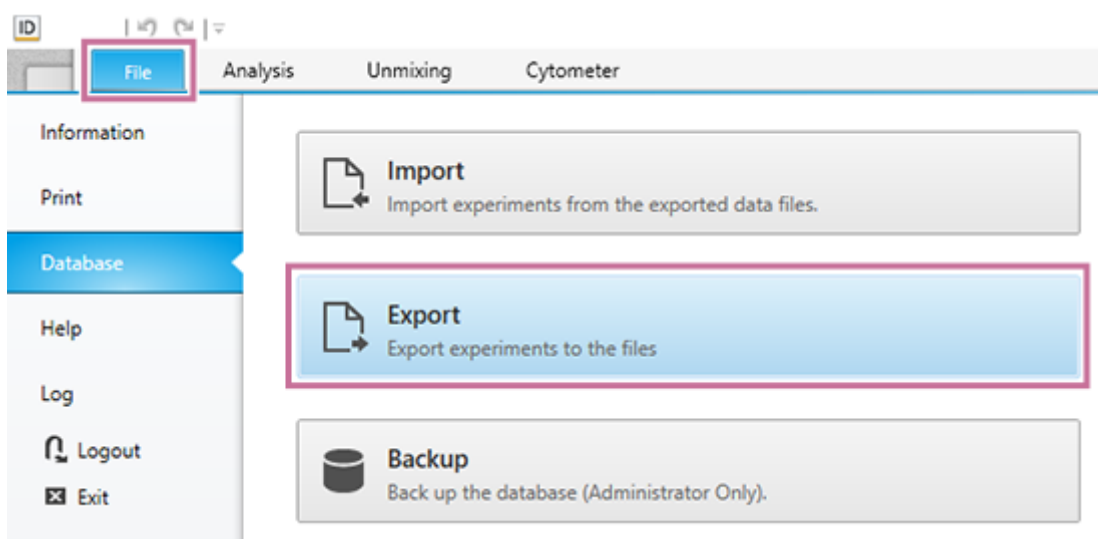 ID
File Analysis Unmixing Cytometer
Information
Print
Database
Help
Log
Logout
Exit
Import
Import experiments from the exported data files.
Export
Export experiments to the files
Backup
Back up the database (Administrator Only).